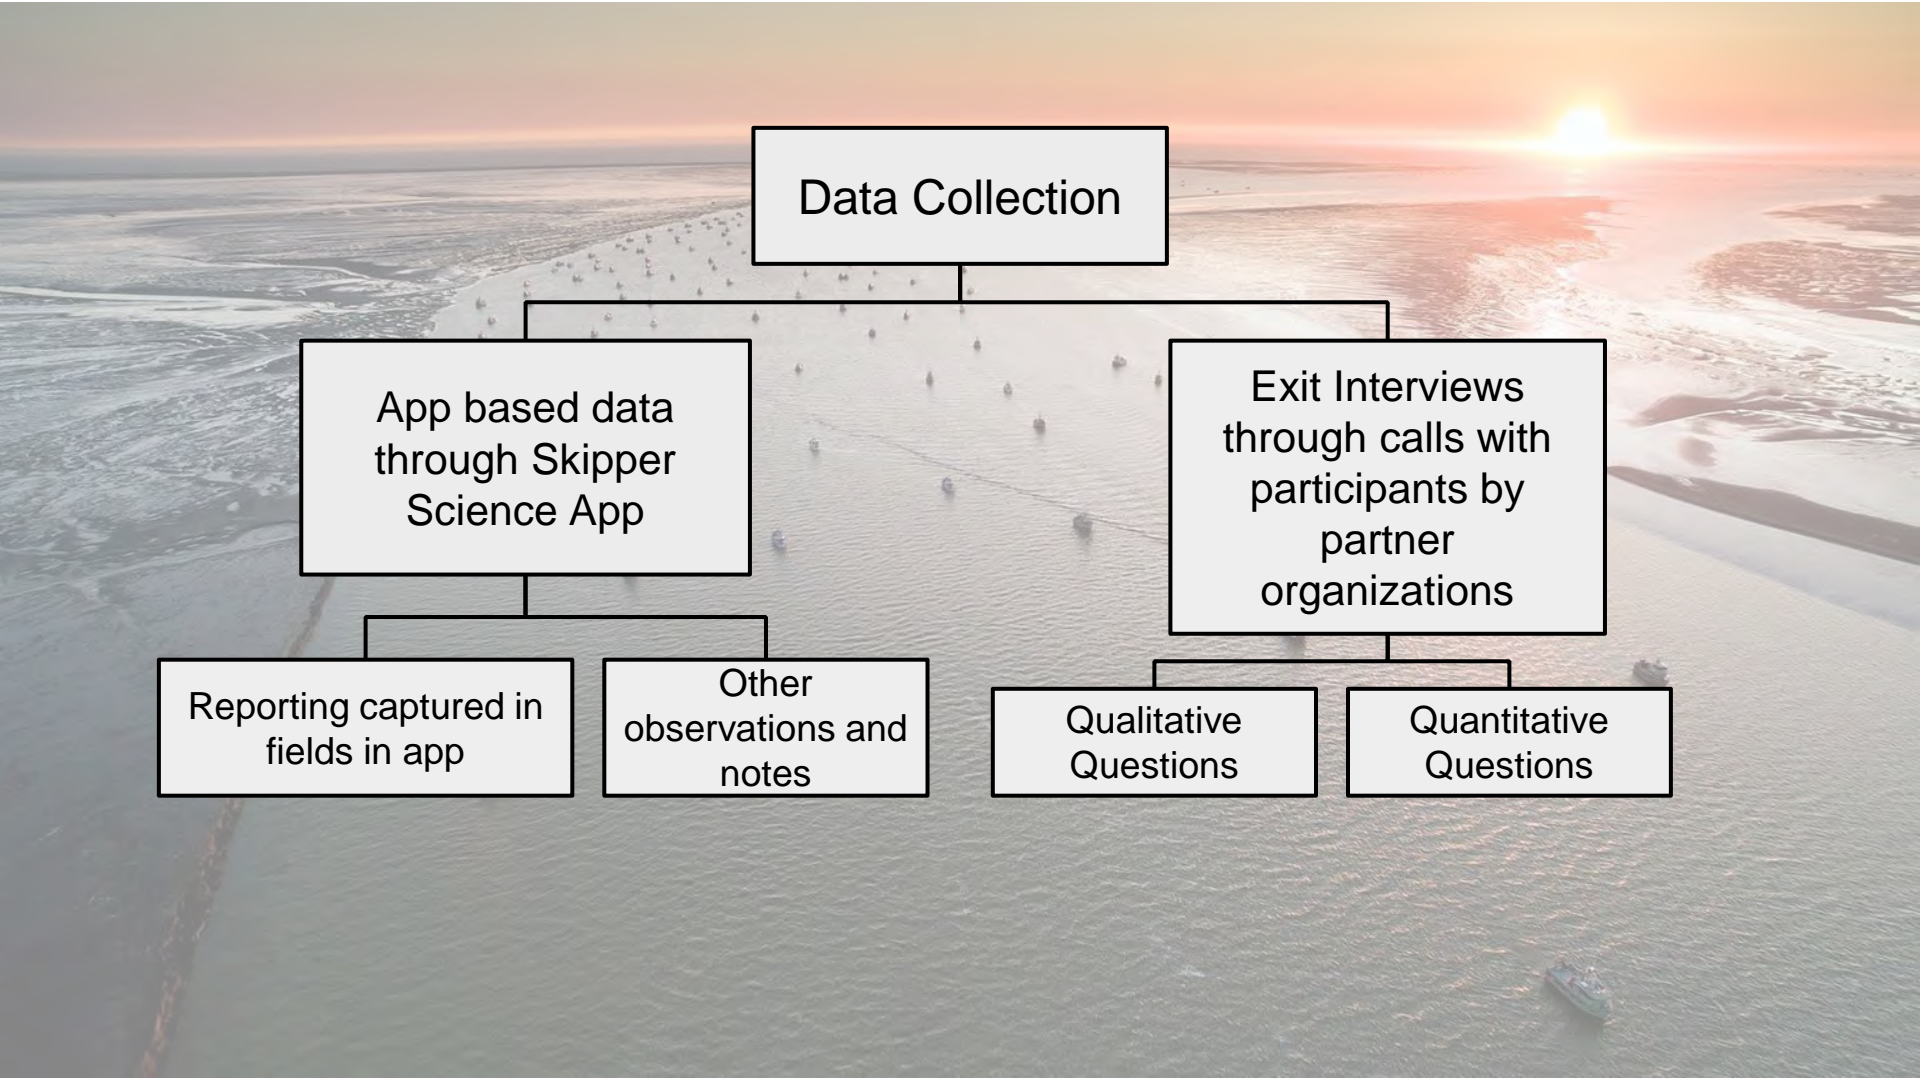 Data Collection
App based data
through Skipper
Science App
Exit Interviews
through calls with
participants by
partner
organizations
Reporting captured in
fields in app
Other
observations and
notes
Qualitative
Questions
Quantitative
Questions